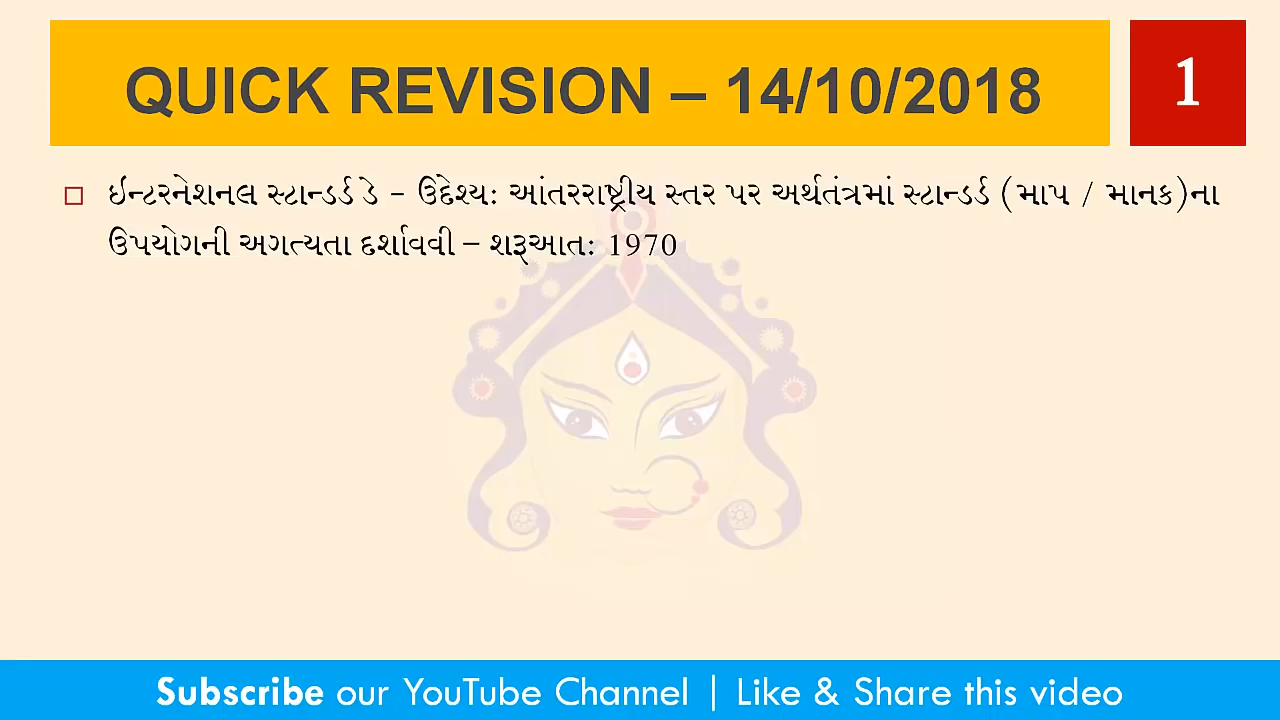 QUICK REVISION – 14/10/2018
1
ઇન્ટરનેશનલ સ્ટાન્ડર્ડ ડે - ઉદ્દેશ્ય: આંતરરાષ્ટ્રીય સ્તર પર અર્થતંત્રમાં સ્ટાન્ડર્ડ (માપ / માનક)ના
ઉપયોગની અગત્યતા દર્શાવવી – શરૂઆત: 1970
Subscribe our YouTube Channel | Like & Share this video